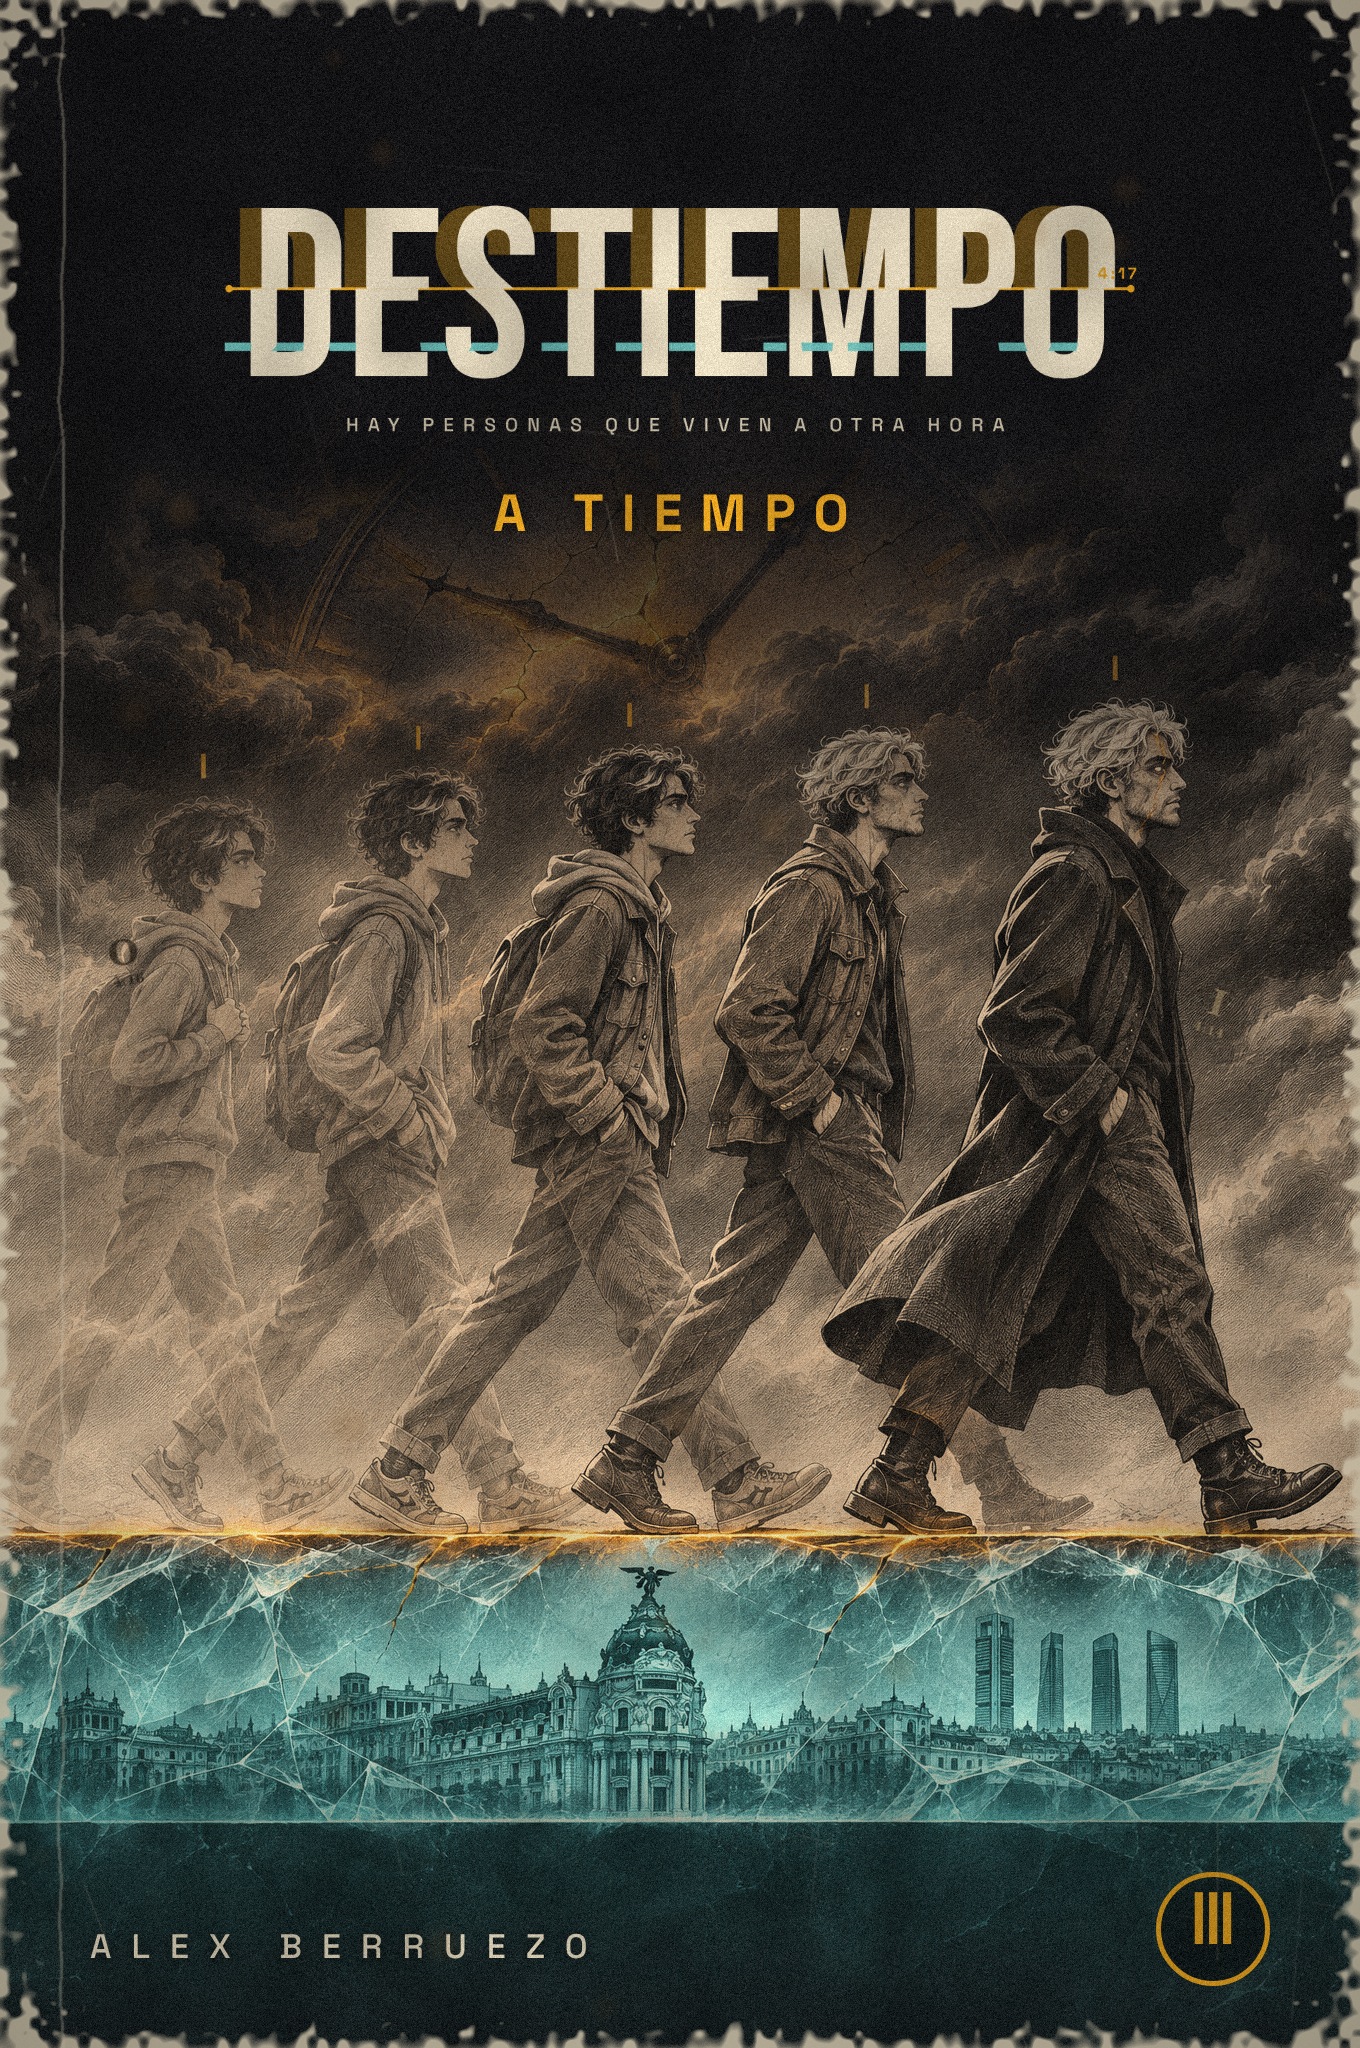 DESTIEMPO
4:17
HAY PERSONAS QUE VIVEN A OTRA HORA
A TIEMPO
ALEX BERRUEZO
III